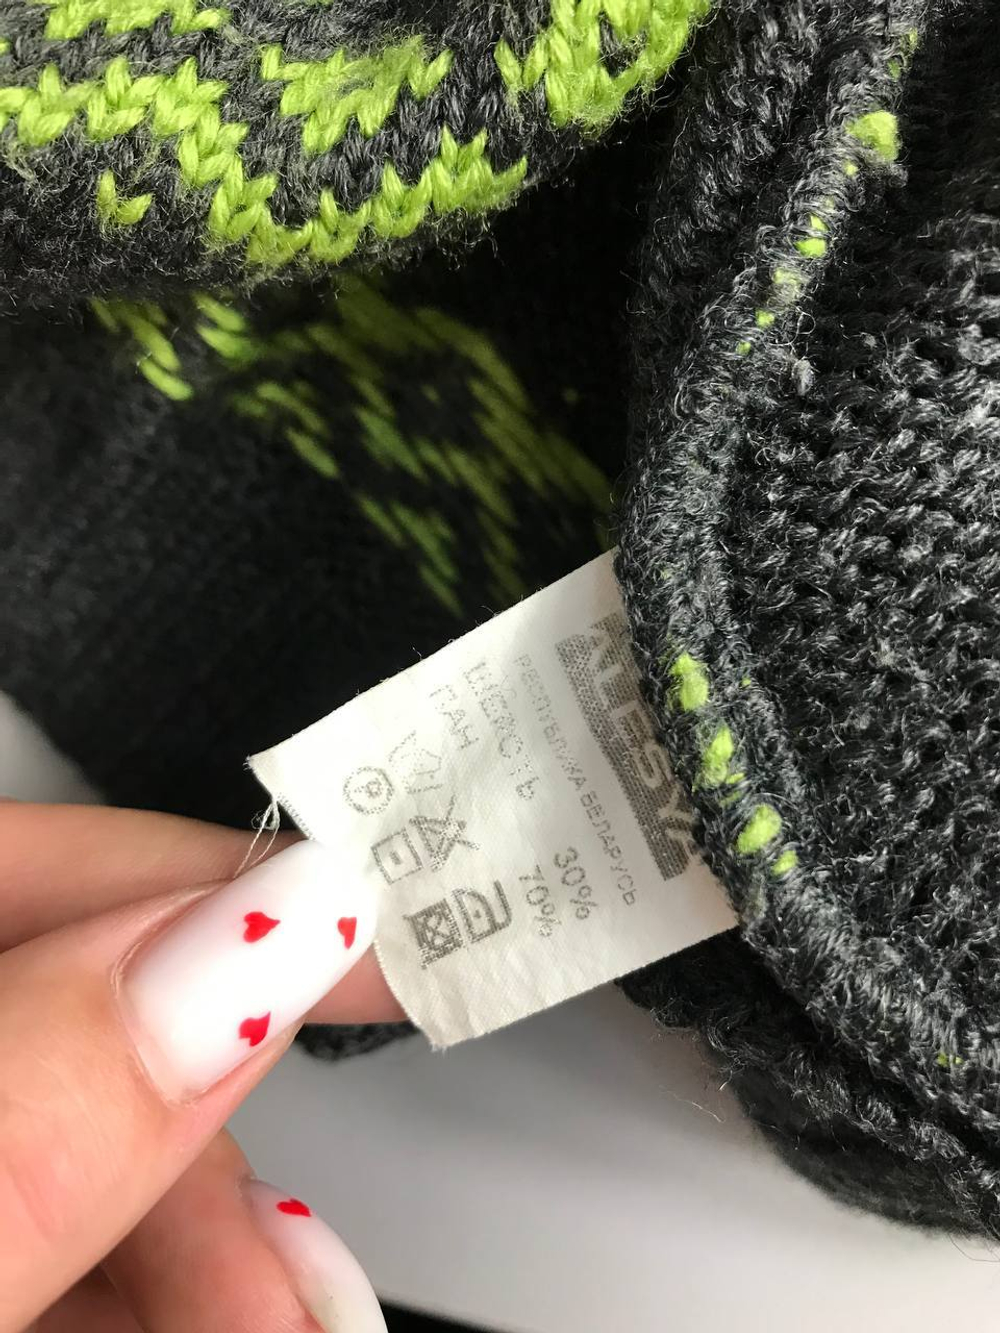 ALESYA
РЕСПУБЛИКА БЕЛАРУСЬ
ШЕРСТЬ 30%
ПАН 70%
P